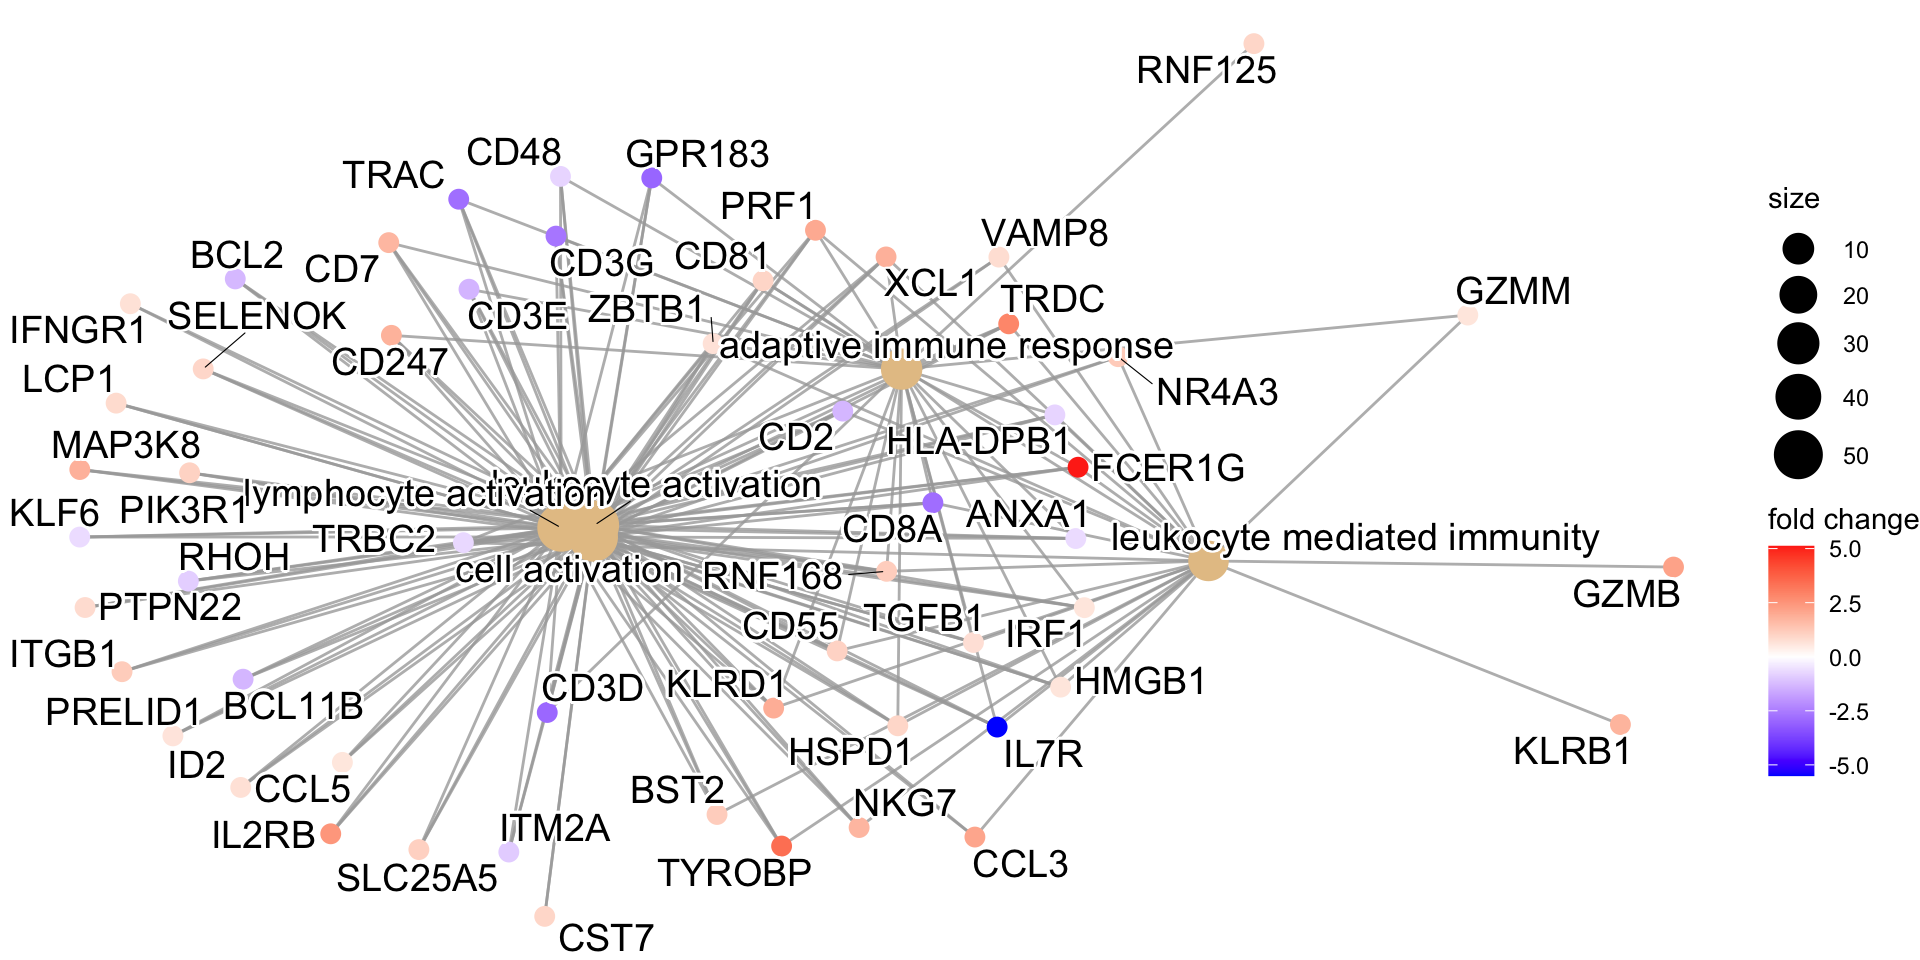 RNF125
CD48
GPR183
TRAC
PRF1
VAMP8
BCL2
CD7
CD3G
CD81
XCL1
GZMM
TRDC
IFNGR1
SELENOK
CD3E
ZBTB1
adaptive immune response
CD247
LCP1
NR4A3
CD2
HLA-DPB1
MAP3K8
FCER1G
leukocyte activation
lymphocyte activation
KLF6
PIK3R1
CD8A
ANXA1
TRBC2
leukocyte mediated immunity
RHOH
cell activation
RNF168
GZMB
PTPN22
CD55
TGFB1
IRF1
ITGB1
CD3D
KLRD1
HMGB1
PRELID1
BCL11B
HSPD1
IL7R
KLRB1
ID2
CCL5
BST2
NKG7
IL2RB
ITM2A
SLC25A5
TYROBP
CCL3
CST7
size
10
20
30
40
50
fold change
5.0
2.5
0.0
-2.5
-5.0